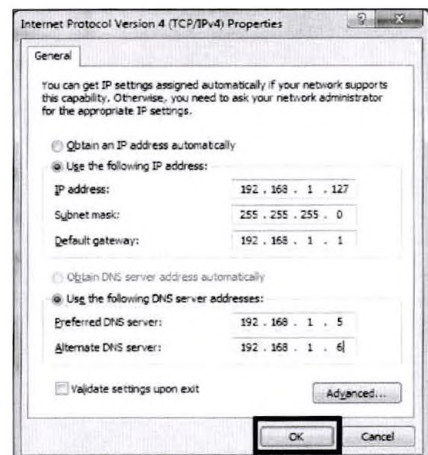 Internet Protocol Version 4 (TCP/IPv4) Properties
General
You can get IP settings assigned automatically if your network supports
this capability. Otherwise, you need to ask your network administrator
for the appropriate IP settings.
Obtain an IP address automatically
Use the following IP address:
IP address: 192 . 168 . 1 . 127
Subnet mask: 255 . 255 . 255 . 0
Default gateway: 192 . 168 . 1 . 1
Obtain DNS server address automatically
Use the following DNS server addresses:
Preferred DNS server: 192 . 168 . 1 . 5
Alternate DNS server: 192 . 168 . 1 . 6
Validate settings upon exit
Advanced...
OK Cancel